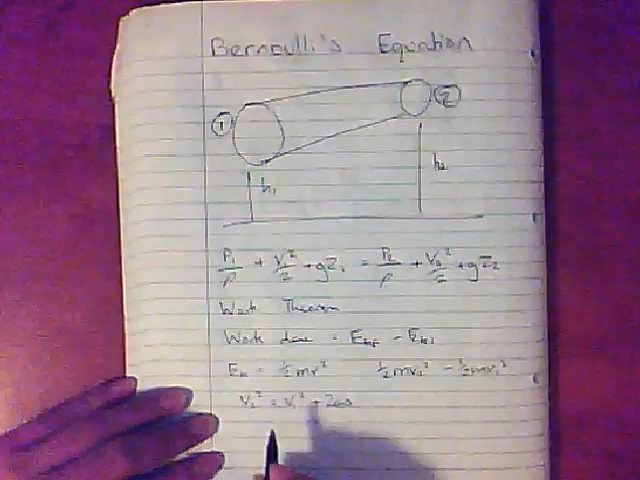 Bernoulli's Equation
① ②
h₁ h₂
P₁/ρ + V₁²/2 + gZ₁ = P₂/ρ + V₂²/2 + gZ₂
Work Theorem
Work done = Ekf - Eki
Ek = ½mv² ½mv₂² - ½mv₁²
V₂² = V₁² + 2as